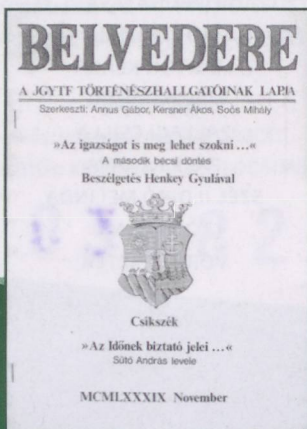 BELVEDERE
A JGYTF TÖRTÉNÉSZHALLGATÓINAK LAPJA
Szerkeszti: Annus Gábor, Kersner Ákos, Soós Mihály
»Az igazságot is meg lehet szokni ...«
A második bécsi döntés
Beszélgetés Henkey Gyulával
Csíkszék
»Az Időnek biztató jelei ...«
Sütő András levele
MCMLXXXIX November